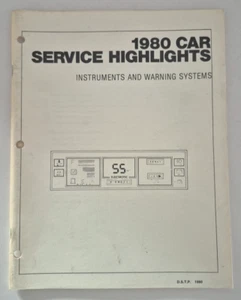 1980 CAR
SERVICE HIGHLIGHTS
INSTRUMENTS AND WARNING SYSTEMS
55